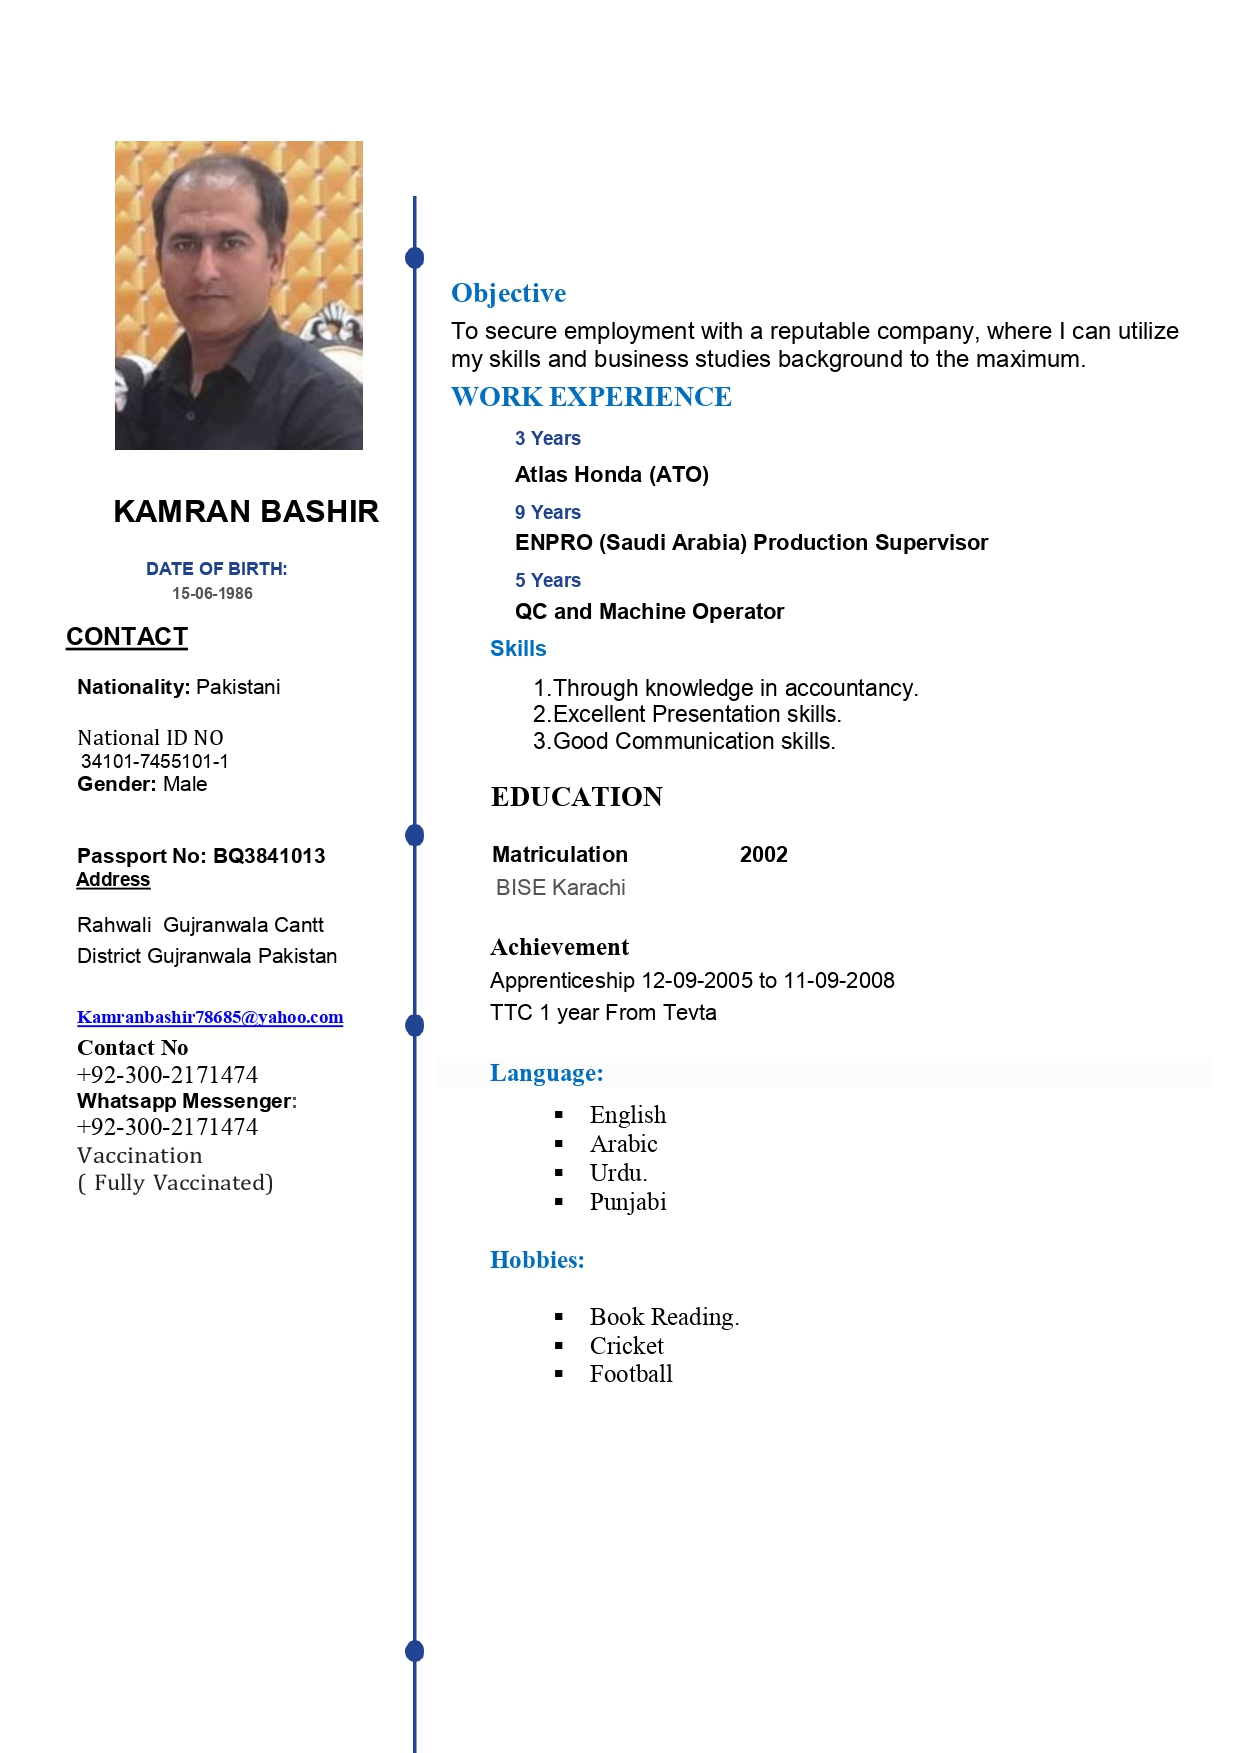 KAMRAN BASHIR
DATE OF BIRTH:
15-06-1986
CONTACT
Nationality: Pakistani
National ID NO
34101-7455101-1
Gender: Male
Passport No: BQ3841013
Address
Rahwali  Gujranwala Cantt
District Gujranwala Pakistan
Kamranbashir78685@yahoo.com
Contact No
+92-300-2171474
Whatsapp Messenger:
+92-300-2171474
Vaccination
( Fully Vaccinated)
Objective
To secure employment with a reputable company, where I can utilize
my skills and business studies background to the maximum.
WORK EXPERIENCE
3 Years
Atlas Honda (ATO)
9 Years
ENPRO (Saudi Arabia) Production Supervisor
5 Years
QC and Machine Operator
Skills
1.Through knowledge in accountancy.
2.Excellent Presentation skills.
3.Good Communication skills.
EDUCATION
Matriculation 2002
BISE Karachi
Achievement
Apprenticeship 12-09-2005 to 11-09-2008
TTC 1 year From Tevta
Language:
▪ English
▪ Arabic
▪ Urdu.
▪ Punjabi
Hobbies:
▪ Book Reading.
▪ Cricket
▪ Football